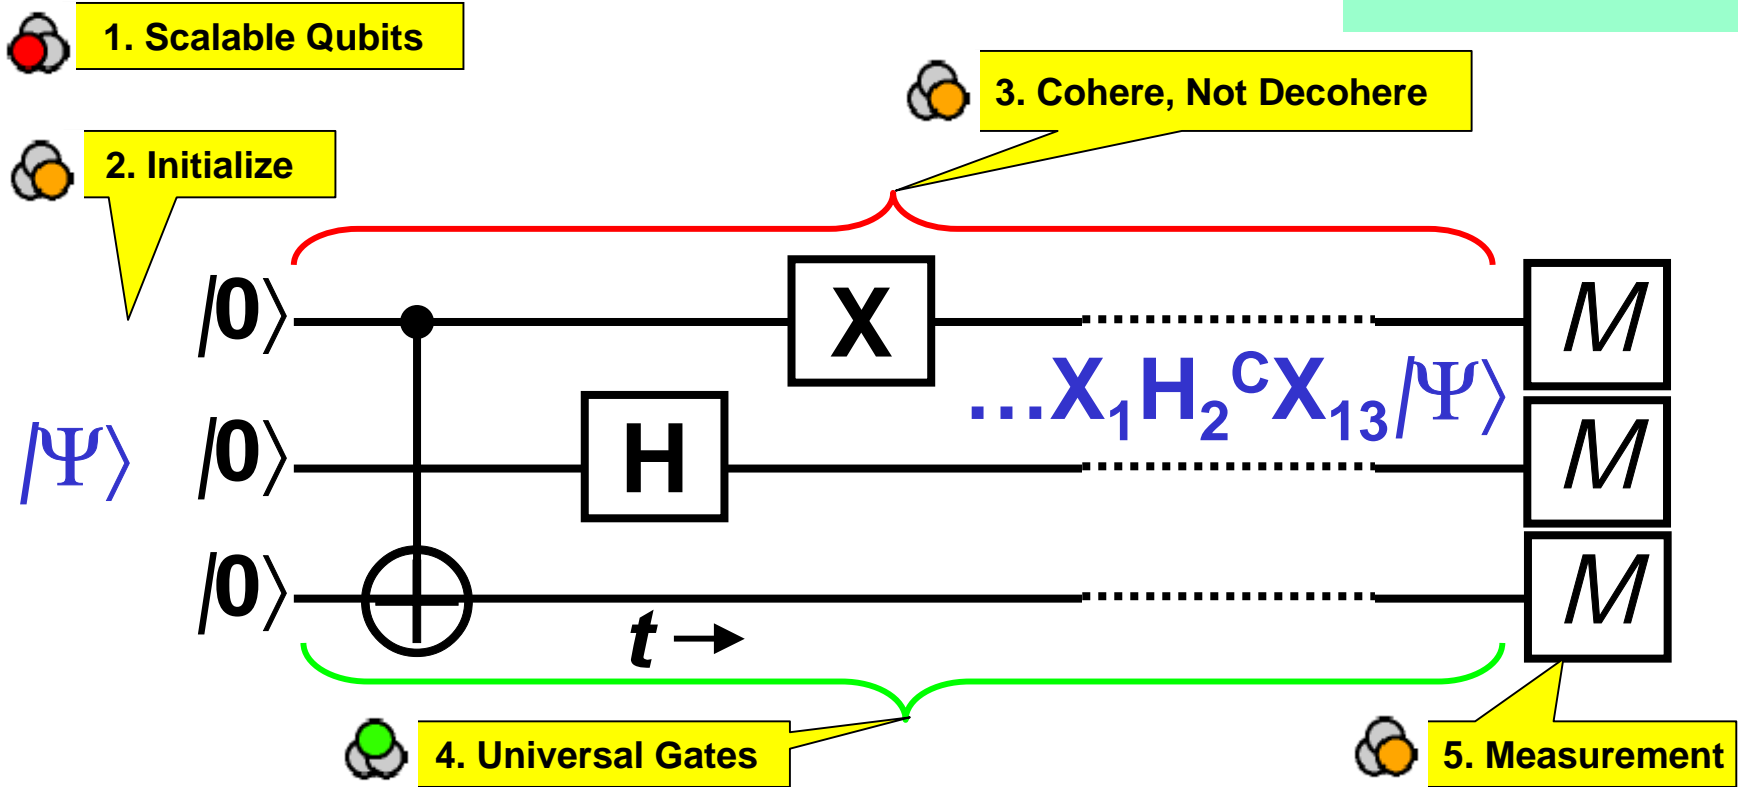 1. Scalable Qubits
3. Cohere, Not Decohere
2. Initialize
|0⟩
X
M
...X₁H₂ᶜX₁₃|Ψ⟩
|Ψ⟩
|0⟩
H
M
|0⟩
M
t →
4. Universal Gates
5. Measurement